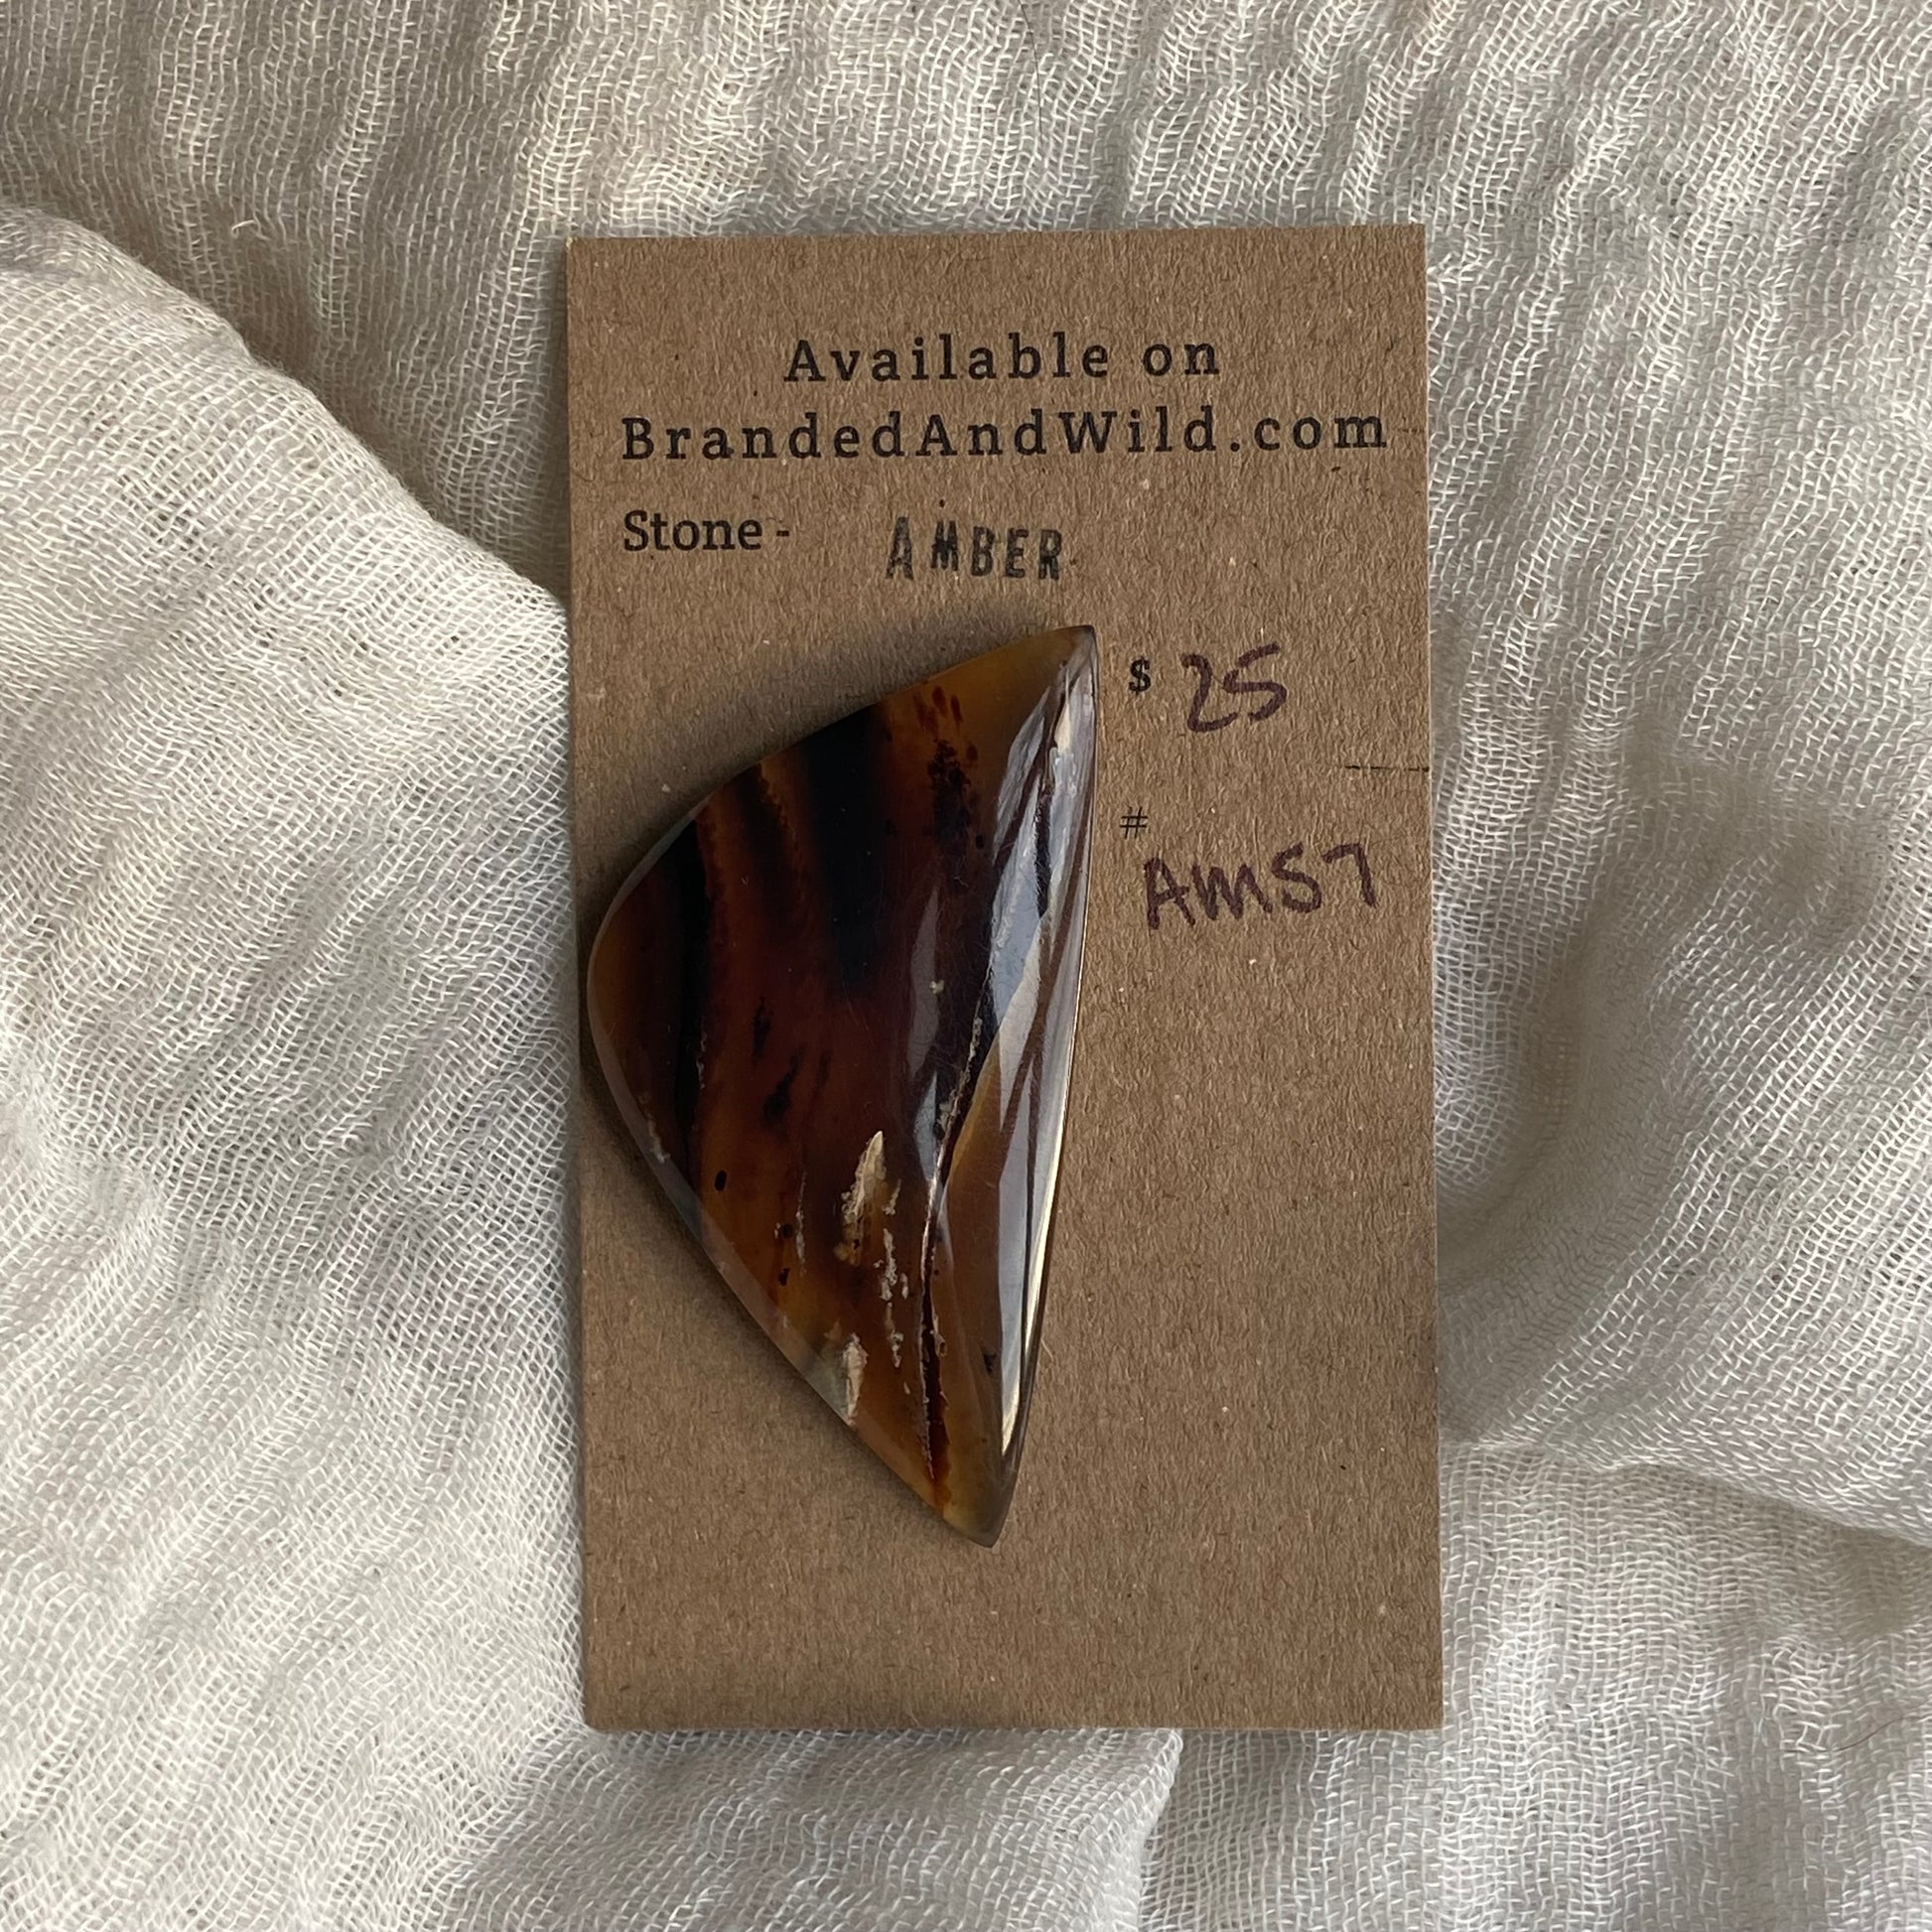 Available on
BrandedAndWild.com
Stone - AMBER
$ 25
#
AM57